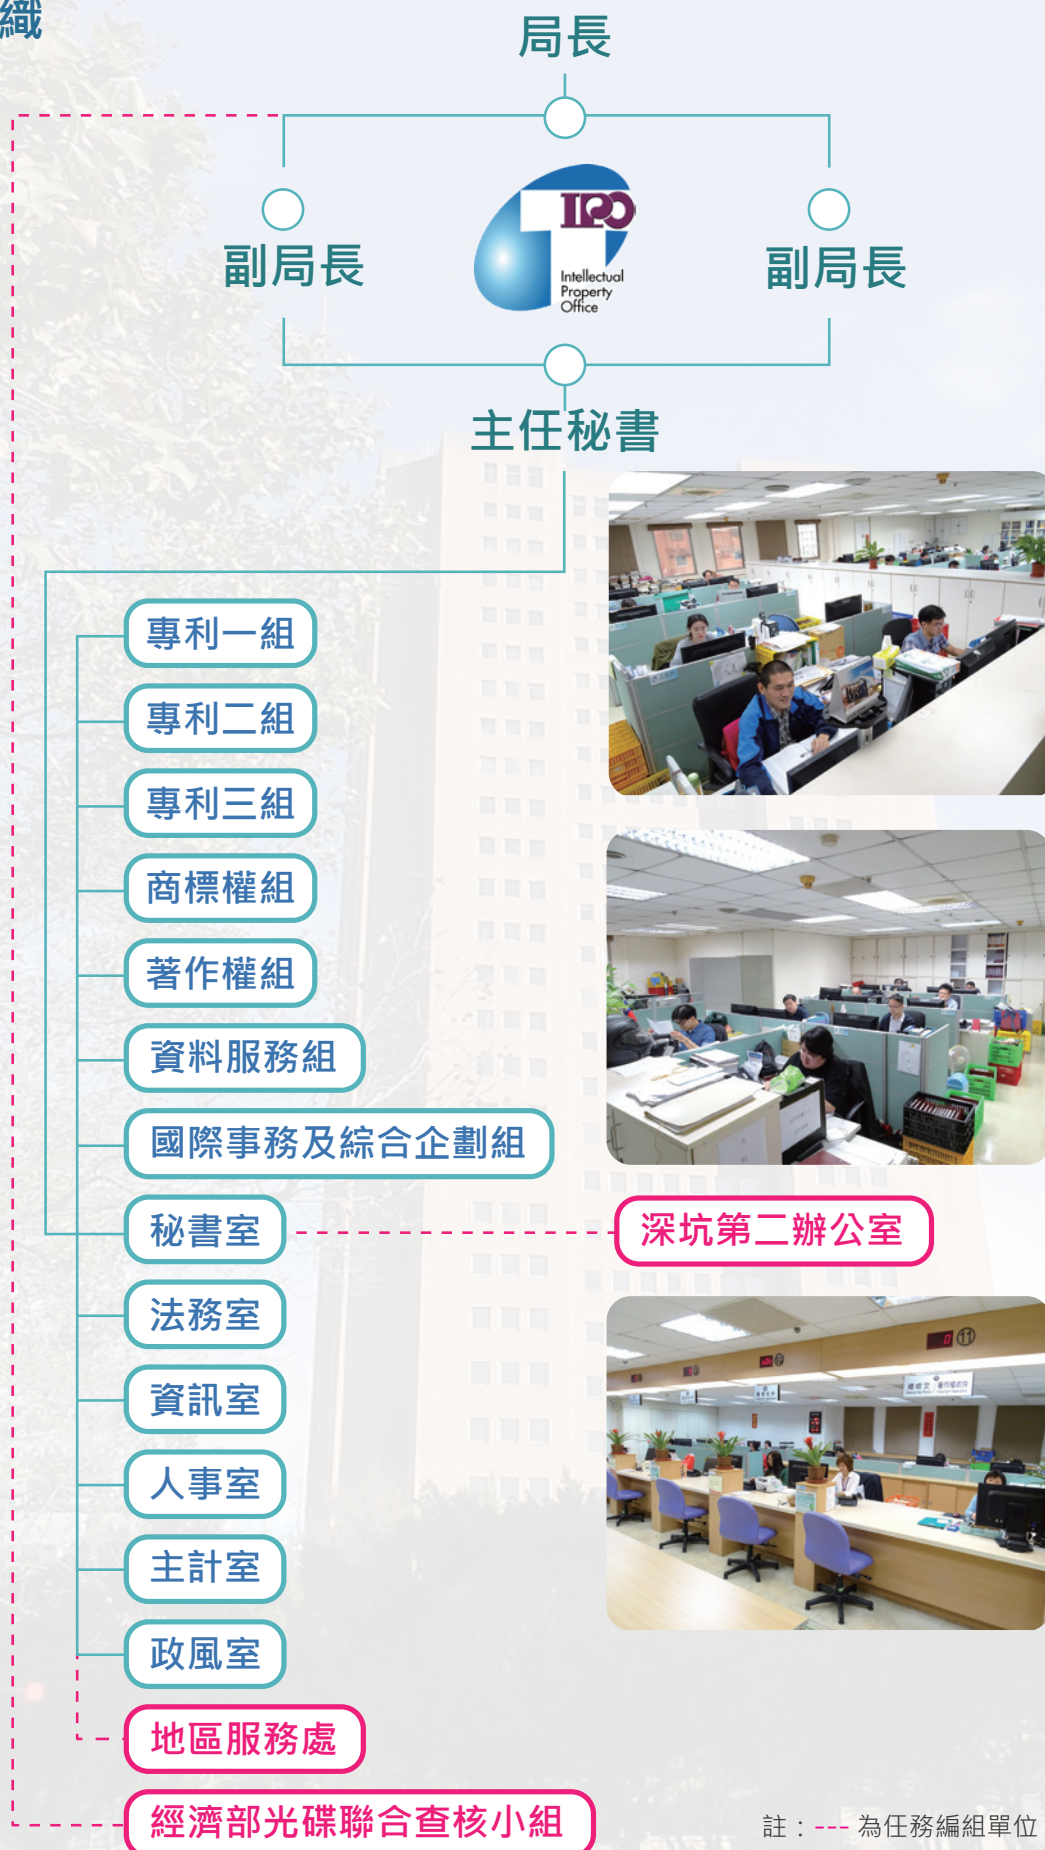 織
局長
副局長
副局長
IPO
Intellectual
Property
Office
主任秘書
專利一組
專利二組
專利三組
商標權組
著作權組
資料服務組
國際事務及綜合企劃組
秘書室
深坑第二辦公室
法務室
資訊室
人事室
主計室
政風室
地區服務處
經濟部光碟聯合查核小組
註：--- 為任務編組單位
11